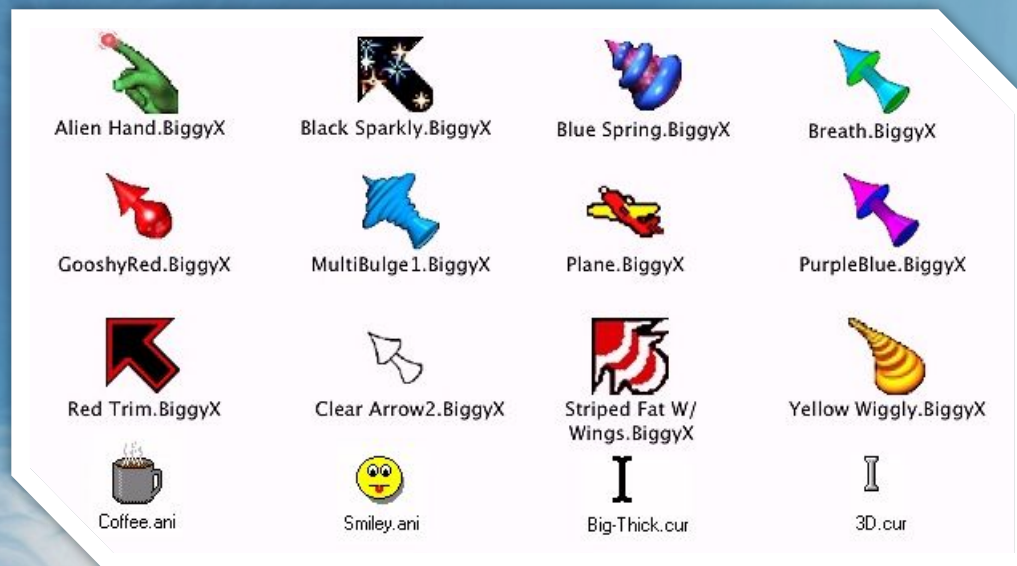 Alien Hand.BiggyX
Black Sparkly.BiggyX
Blue Spring.BiggyX
Breath.BiggyX
GooshyRed.BiggyX
MultiBulge1.BiggyX
Plane.BiggyX
PurpleBlue.BiggyX
Red Trim.BiggyX
Clear Arrow2.BiggyX
Striped Fat W/
Wings.BiggyX
Yellow Wiggly.BiggyX
Coffee.ani
Smiley.ani
Big-Thick.cur
3D.cur